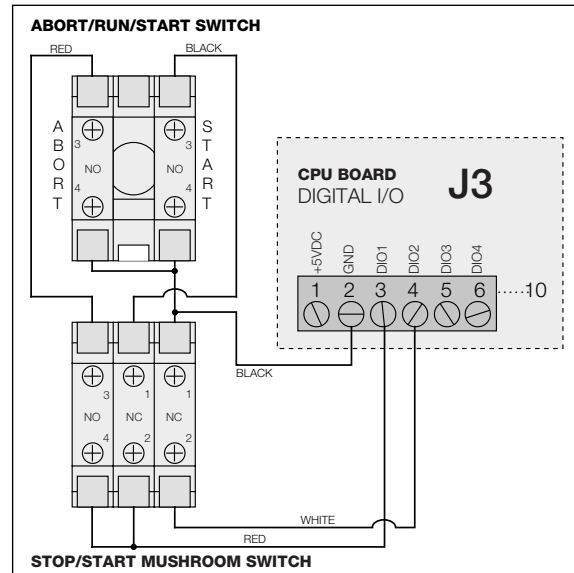 ABORT/RUN/START SWITCH
RED
BLACK
ABORT
START
3
3
NO
NO
4
4
CPU BOARD
DIGITAL I/O
J3
+5VDC GND DIO1 DIO2 DIO3 DIO4
1 2 3 4 5 6 ......10
BLACK
3 1 1
NO NC NC
4 2 2
WHITE
RED
STOP/START MUSHROOM SWITCH